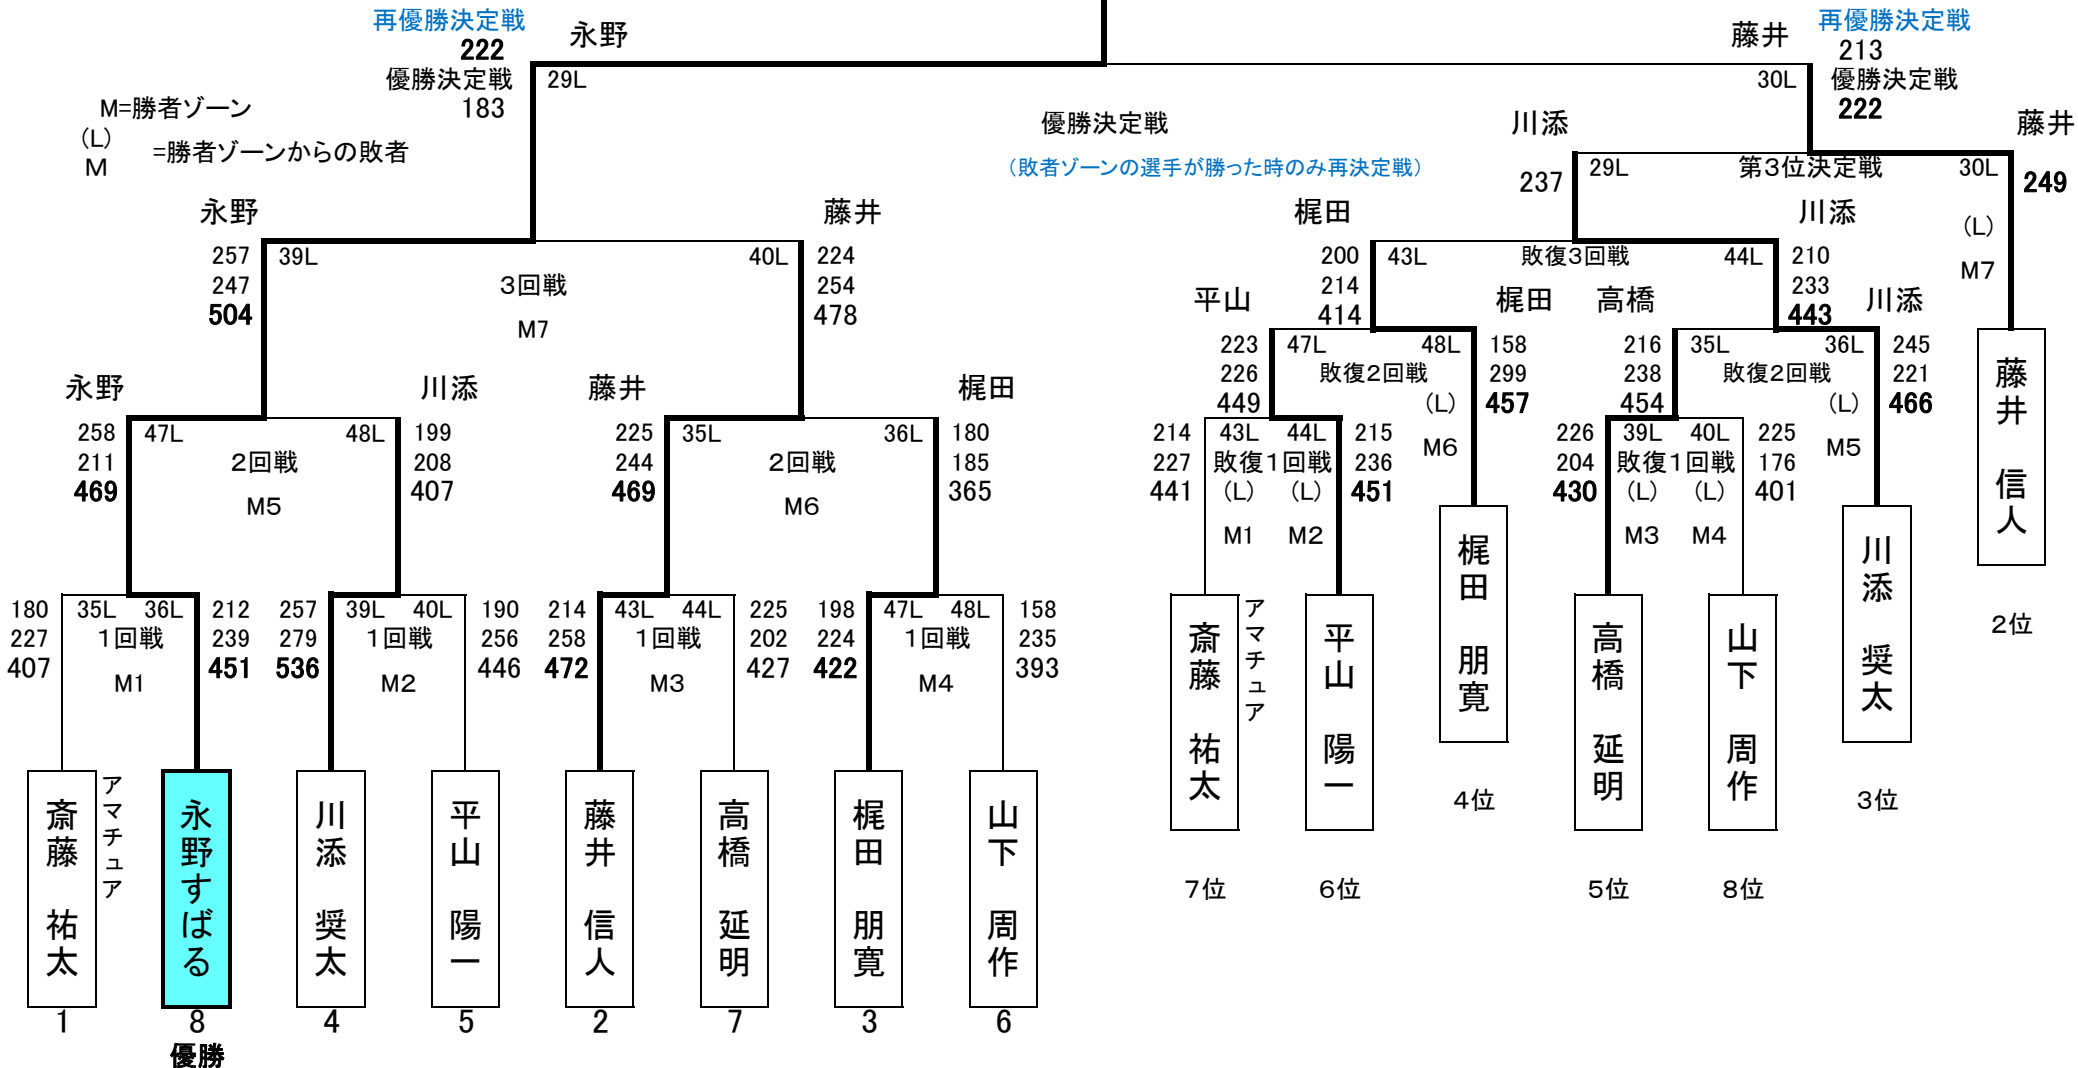 再優勝決定戦
222
永野
藤井
再優勝決定戦
213
優勝決定戦
183
29L
30L
優勝決定戦
222
M=勝者ゾーン
(L)
M
=勝者ゾーンからの敗者
優勝決定戦
(敗者ゾーンの選手が勝った時のみ再決定戦)
川添
藤井
237
29L
第3位決定戦
30L
249
永野
藤井
梶田
川添
(L)
M7
257
247
504
39L
40L
224
254
478
3回戦
M7
200
214
414
43L
敗復3回戦
44L
210
233
443
平山
梶田
高橋
川添
223
226
449
47L
48L
敗復2回戦
(L)
M6
158
299
457
216
238
454
35L
36L
敗復2回戦
(L)
M5
245
221
466
藤井 信人
2位
永野
川添
藤井
梶田
258
211
469
47L
48L
2回戦
M5
199
208
407
225
244
469
35L
36L
2回戦
M6
180
185
365
214
227
441
43L
44L
敗復1回戦
(L)
(L)
M1
M2
215
236
451
226
204
430
39L
40L
敗復1回戦
(L)
(L)
M3
M4
225
176
401
180
227
407
35L
36L
1回戦
M1
212
239
451
257
279
536
39L
40L
1回戦
M2
190
256
446
214
258
472
43L
44L
1回戦
M3
225
202
427
198
224
422
47L
48L
1回戦
M4
158
235
393
斎藤 祐太
アマチュア
平山 陽一
梶田 朋寛
高橋 延明
山下 周作
川添 奨太
4位
3位
7位
6位
5位
8位
斎藤 祐太
アマチュア
永野すばる
川添 奨太
平山 陽一
藤井 信人
高橋 延明
梶田 朋寛
山下 周作
1
8
4
5
2
7
3
6
優勝